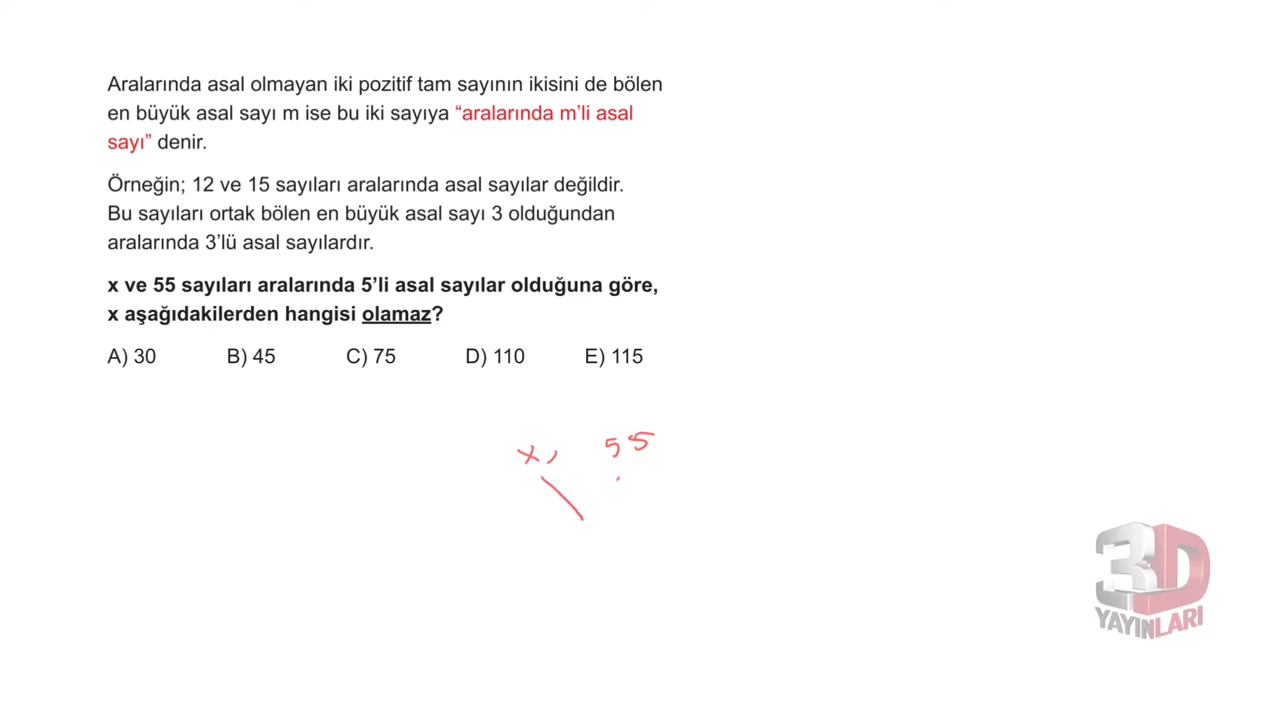 Aralarında asal olmayan iki pozitif tam sayının ikisini de bölen
en büyük asal sayı m ise bu iki sayıya “aralarında m’li asal
sayı” denir.
Örneğin; 12 ve 15 sayıları aralarında asal sayılar değildir.
Bu sayıları ortak bölen en büyük asal sayı 3 olduğundan
aralarında 3’lü asal sayılardır.
x ve 55 sayıları aralarında 5’li asal sayılar olduğuna göre,
x aşağıdakilerden hangisi olamaz?
A) 30 B) 45 C) 75 D) 110 E) 115
x, 55
3D
YAYINLARI